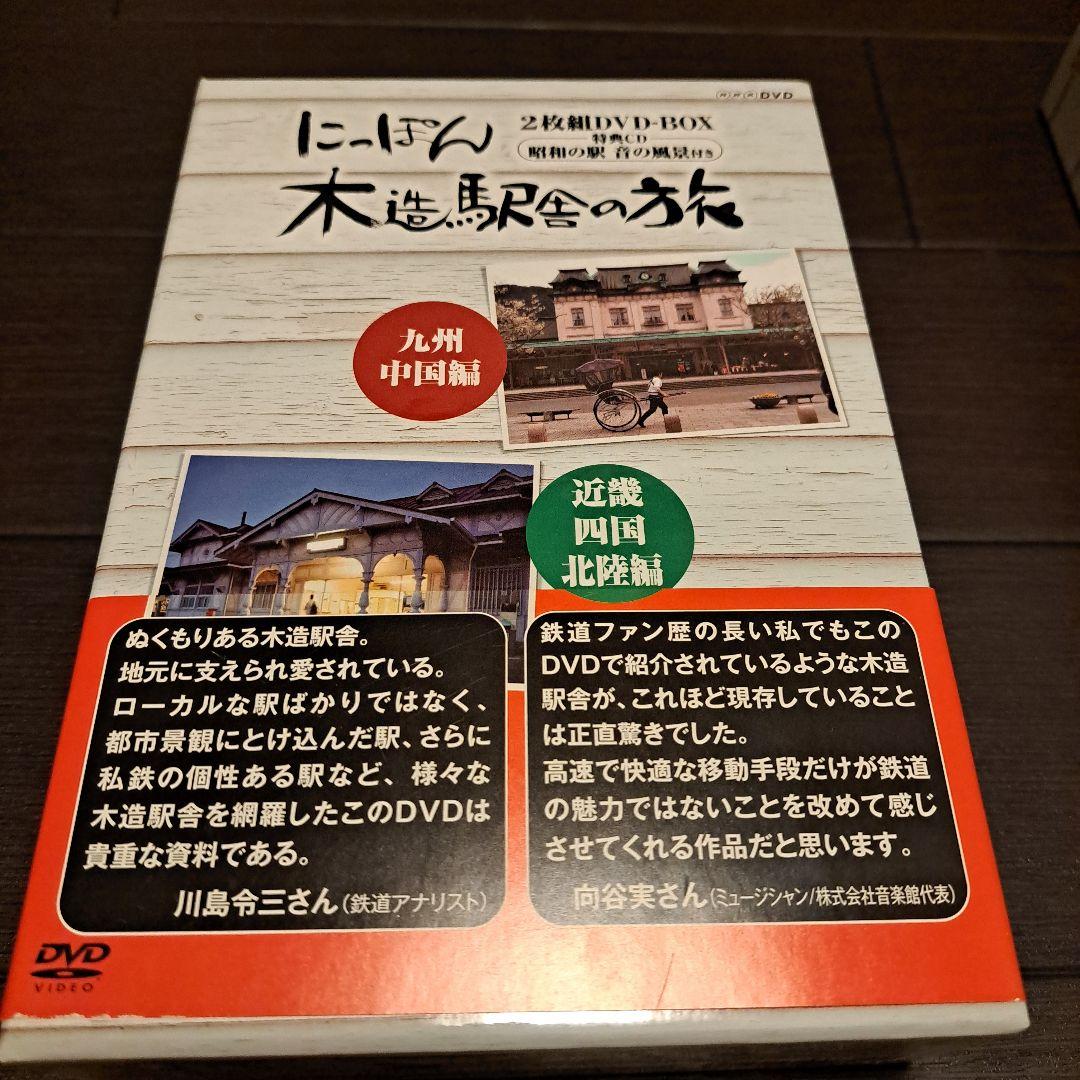 NHK DVD
にっぽん
木造駅舎の旅
2枚組DVD-BOX
特典CD
昭和の駅 音の風景付き
九州
中国編
近畿
四国
北陸編
ぬくもりある木造駅舎。
地元に支えられ愛されている。
ローカルな駅ばかりではなく、
都市景観にとけ込んだ駅、さらに
私鉄の個性ある駅など、様々な
木造駅舎を網羅したこのDVDは
貴重な資料である。
川島令三さん(鉄道アナリスト)
鉄道ファン歴の長い私でもこの
DVDで紹介されているような木造
駅舎が、これほど現存していること
は正直驚きでした。
高速で快適な移動手段だけが鉄道
の魅力ではないことを改めて感じ
させてくれる作品だと思います。
向谷実さん(ミュージシャン/株式会社音楽館代表)
DVD
VIDEO